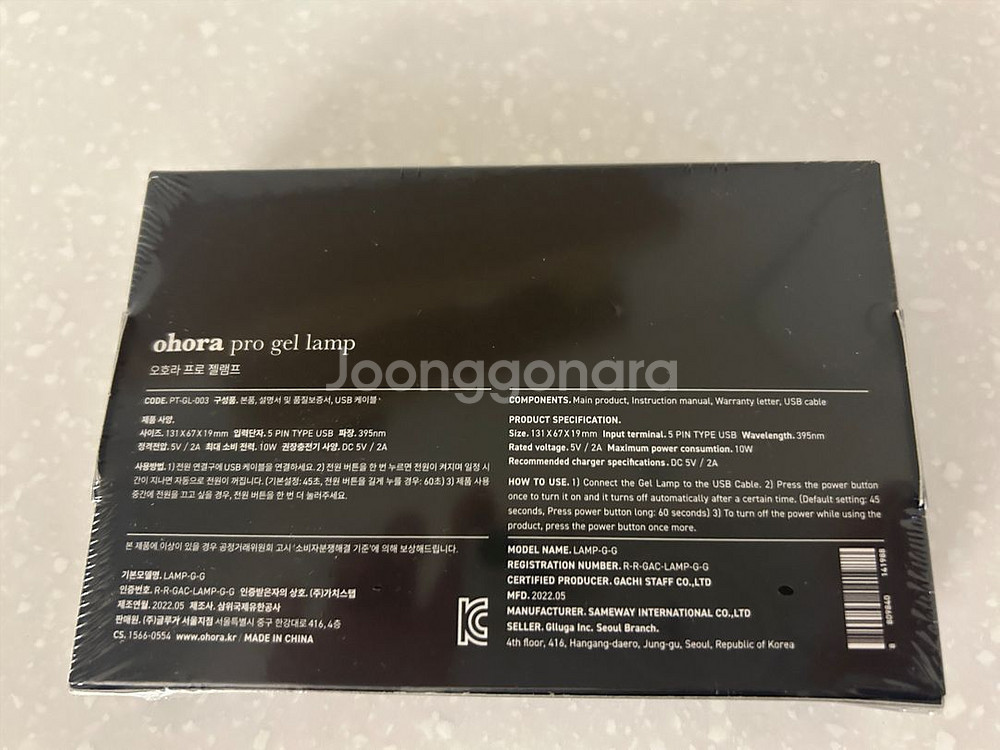 ohora pro gel lamp
오호라 프로 젤램프
Joonggonara
CODE. PT-GL-003 구성품. 본품, 설명서 및 품질보증서, USB 케이블
제품 사양.
사이즈. 131 X 67 X 19 mm 입력단자. 5 PIN TYPE USB 파장. 395nm
정격전압. 5V / 2A 최대 소비 전력. 10W 권장충전기 사양. DC 5V / 2A
사용방법. 1) 전원 연결구에 USB 케이블을 연결하세요. 2) 전원 버튼을 한 번 누르면 전원이 켜지며 일정 시
간이 지나면 자동으로 전원이 꺼집니다. (기본설정: 45초, 전원 버튼을 길게 누를 경우: 60초) 3) 제품 사용
중간에 전원을 끄고 싶을 경우, 전원 버튼을 한 번 더 눌러주세요.
본 제품에 이상이 있을 경우 공정거래위원회 고시 '소비자분쟁해결 기준'에 의해 보상해드립니다.
기본모델명. LAMP-G-G
인증번호. R-R-GAC-LAMP-G-G 인증받은자의 상호. (주)가치스탭
제조연월. 2022.05 제조사. 삼위국제유한공사
판매원. (주)글루가 서울지점 서울특별시 중구 한강대로 416, 4층
CS. 1566-0554 www.ohora.kr / MADE IN CHINA
COMPONENTS. Main product, Instruction manual, Warranty letter, USB cable
PRODUCT SPECIFICATION.
Size. 131 X 67 X 19 mm Input terminal. 5 PIN TYPE USB Wavelength. 395nm
Rated voltage. 5V / 2A Maximum power consumtion. 10W
Recommended charger specifications. DC 5V / 2A
HOW TO USE. 1) Connect the Gel Lamp to the USB Cable. 2) Press the power button
once to turn it on and it turns off automatically after a certain time. (Default setting: 45
seconds, Press power button long: 60 seconds) 3) To turn off the power while using the
product, press the power button once more.
MODEL NAME. LAMP-G-G
REGISTRATION NUMBER. R-R-GAC-LAMP-G-G
CERTIFIED PRODUCER. GACHI STAFF CO.,LTD
MFD. 2022.05
MANUFACTURER. SAMEWAY INTERNATIONAL CO.,LTD
SELLER. Glluga Inc. Seoul Branch.
4th floor, 416, Hangang-daero, Jung-gu, Seoul, Republic of Korea
8 809840 141988